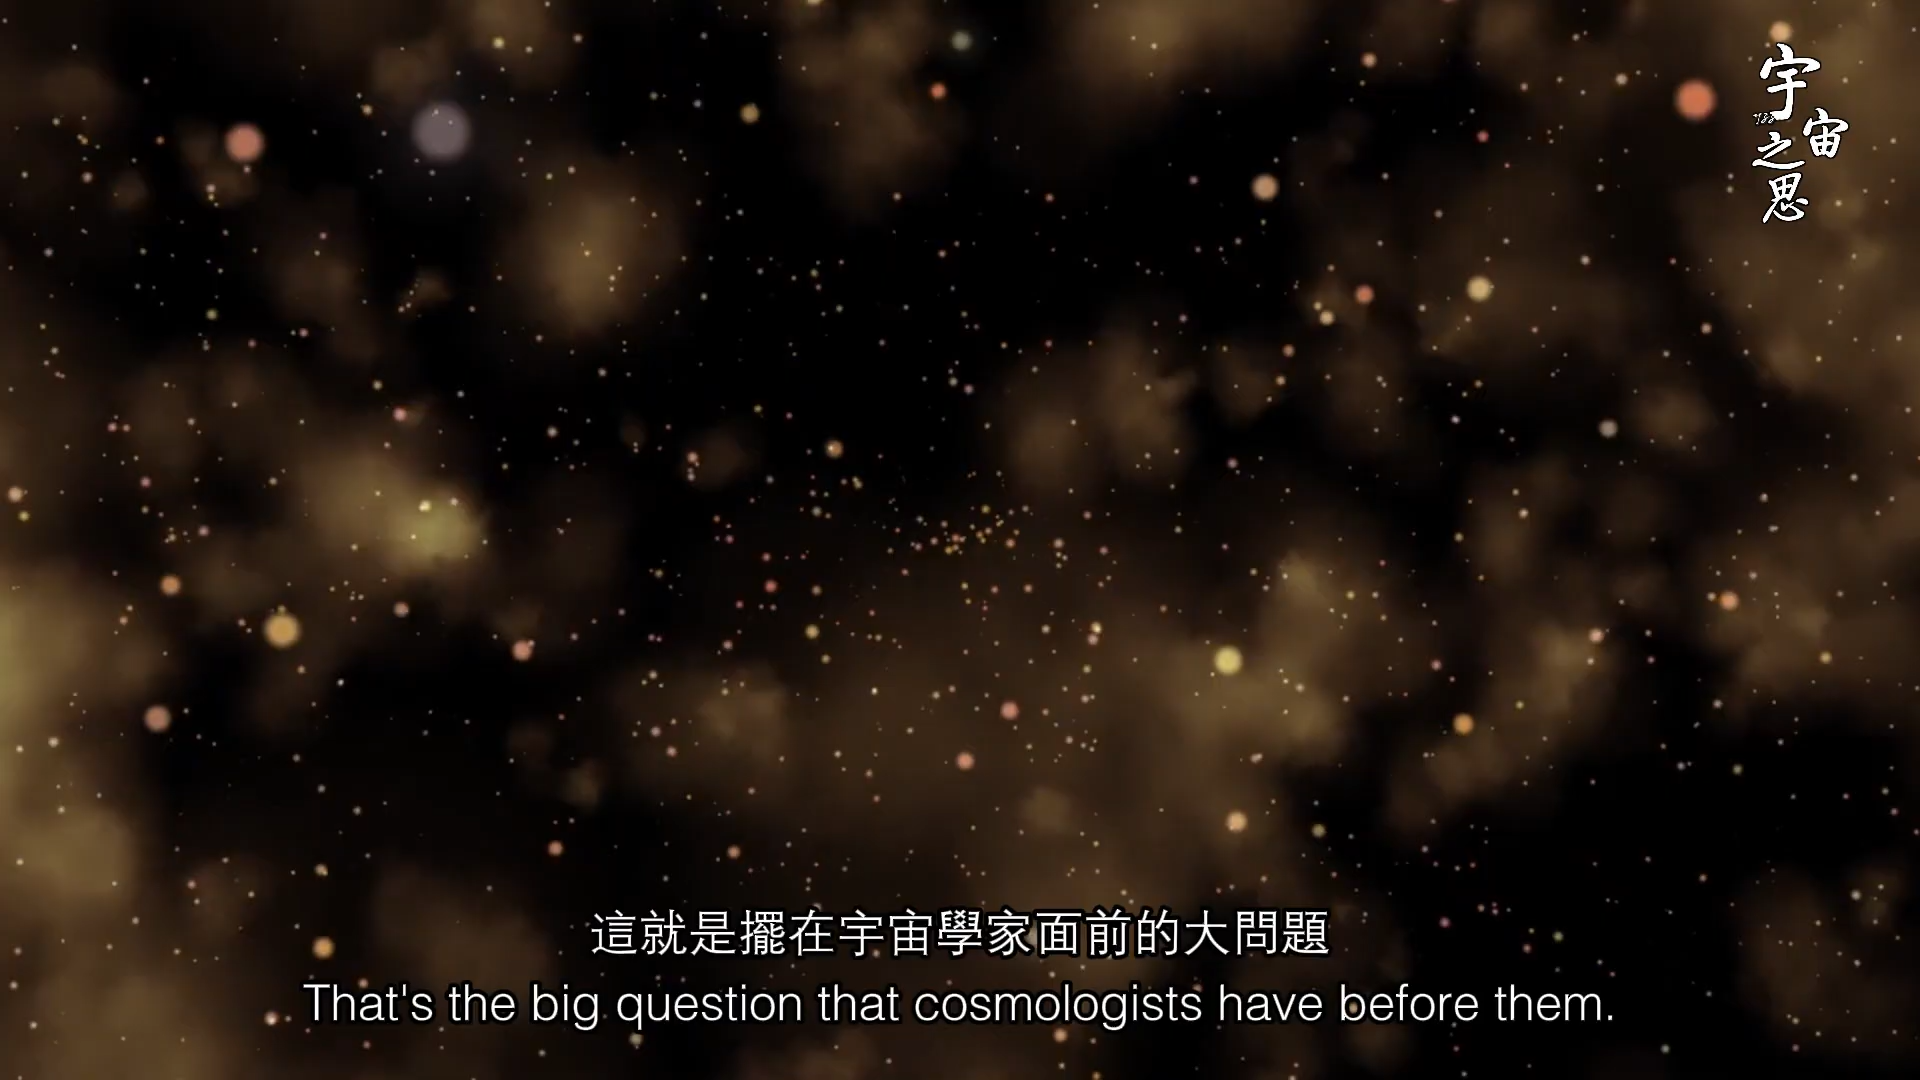 宇宙之思
這就是擺在宇宙學家面前的大問題
That's the big question that cosmologists have before them.